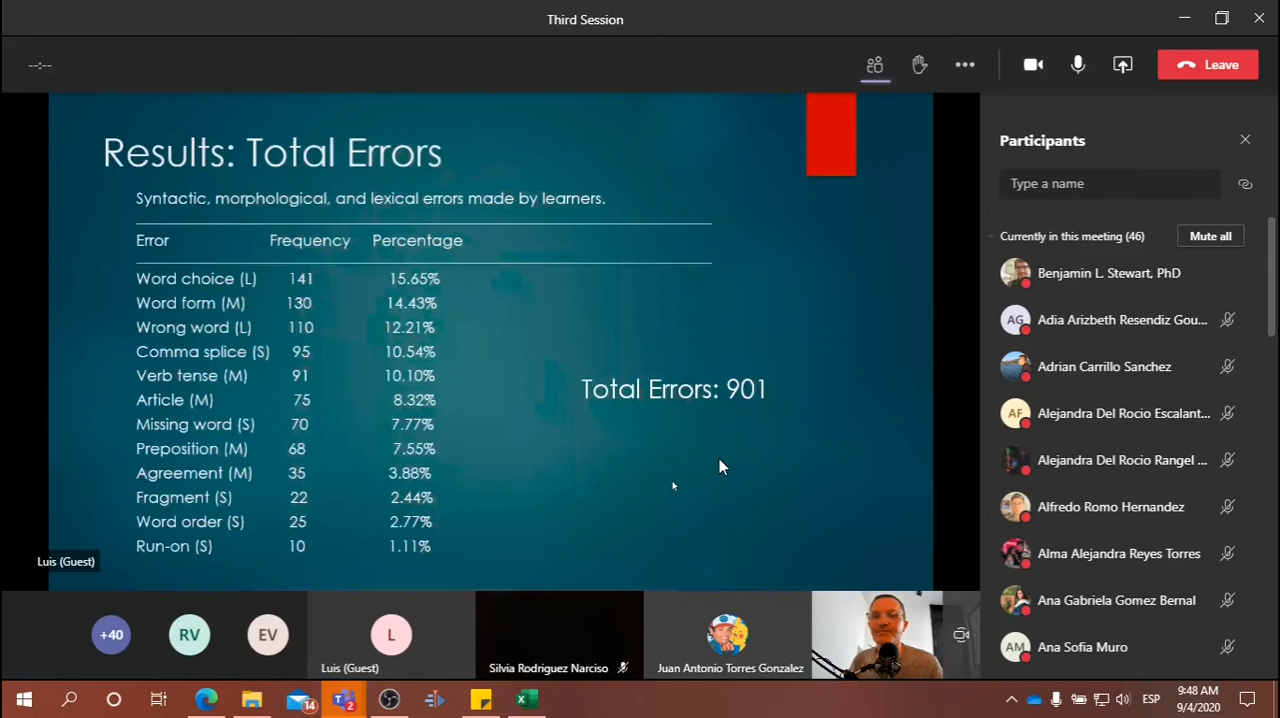 Third Session
--:--
Leave
Results: Total Errors
Syntactic, morphological, and lexical errors made by learners.
Error Frequency Percentage
Word choice (L) 141 15.65%
Word form (M) 130 14.43%
Wrong word (L) 110 12.21%
Comma splice (S) 95 10.54%
Verb tense (M) 91 10.10%
Article (M) 75 8.32%
Missing word (S) 70 7.77%
Preposition (M) 68 7.55%
Agreement (M) 35 3.88%
Fragment (S) 22 2.44%
Word order (S) 25 2.77%
Run-on (S) 10 1.11%
Total Errors: 901
Luis (Guest)
Participants
Type a name
Currently in this meeting (46) Mute all
Benjamin L. Stewart, PhD
AG Adia Arizbeth Resendiz Gou...
Adrian Carrillo Sanchez
AF Alejandra Del Rocio Escalant...
Alejandra Del Rocio Rangel ...
Alfredo Romo Hernandez
Alma Alejandra Reyes Torres
Ana Gabriela Gomez Bernal
AM Ana Sofia Muro
+40 RV EV L
Luis (Guest) Silvia Rodriguez Narciso Juan Antonio Torres Gonzalez
14 2 ESP 9:48 AM
9/4/2020